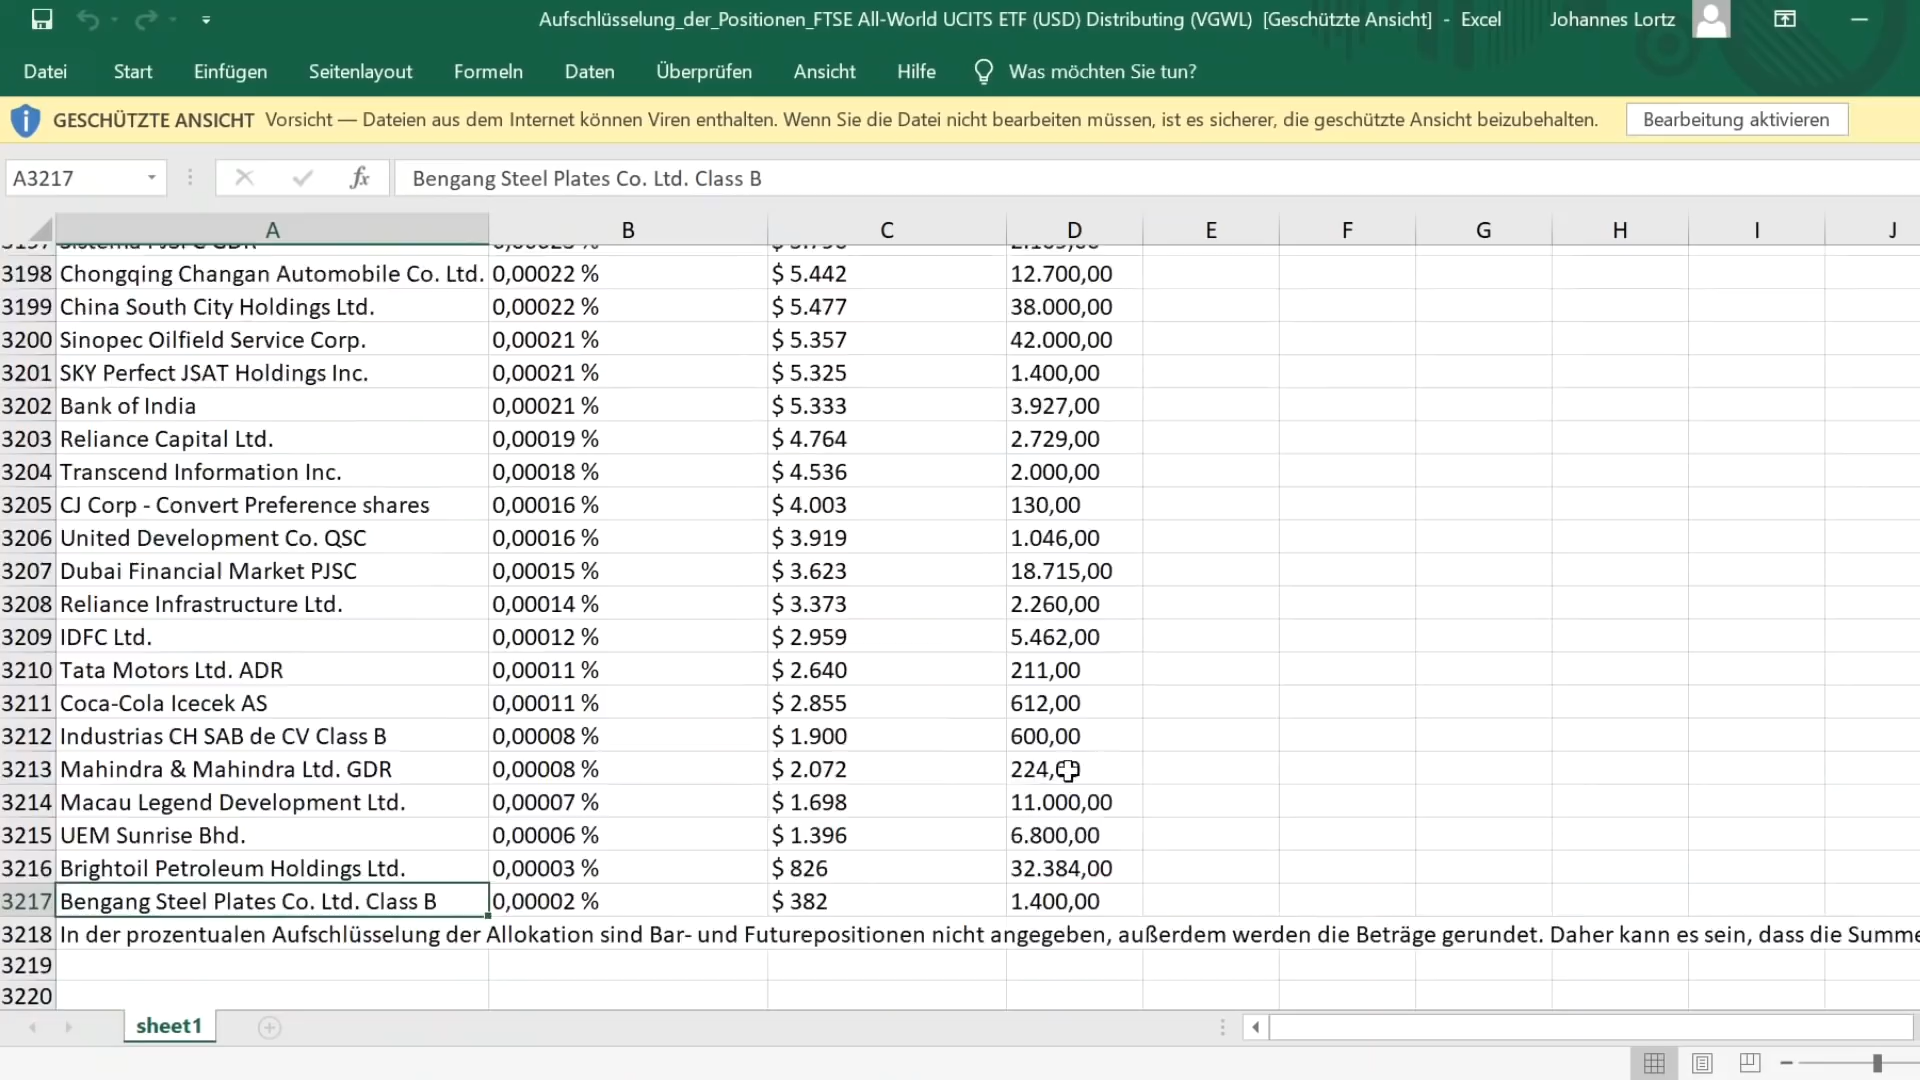 Aufschlüsselung_der_Positionen_FTSE All-World UCITS ETF (USD) Distributing (VGWL) [Geschützte Ansicht] - Excel Johannes Lortz
Datei Start Einfügen Seitenlayout Formeln Daten Überprüfen Ansicht Hilfe Was möchten Sie tun?
GESCHÜTZTE ANSICHT Vorsicht — Dateien aus dem Internet können Viren enthalten. Wenn Sie die Datei nicht bearbeiten müssen, ist es sicherer, die geschützte Ansicht beizubehalten. Bearbeitung aktivieren
A3217 fx Bengang Steel Plates Co. Ltd. Class B
A B C D E F G H I J
3198 Chongqing Changan Automobile Co. Ltd. 0,00022 % $ 5.442 12.700,00
3199 China South City Holdings Ltd. 0,00022 % $ 5.477 38.000,00
3200 Sinopec Oilfield Service Corp. 0,00021 % $ 5.357 42.000,00
3201 SKY Perfect JSAT Holdings Inc. 0,00021 % $ 5.325 1.400,00
3202 Bank of India 0,00021 % $ 5.333 3.927,00
3203 Reliance Capital Ltd. 0,00019 % $ 4.764 2.729,00
3204 Transcend Information Inc. 0,00018 % $ 4.536 2.000,00
3205 CJ Corp - Convert Preference shares 0,00016 % $ 4.003 130,00
3206 United Development Co. QSC 0,00016 % $ 3.919 1.046,00
3207 Dubai Financial Market PJSC 0,00015 % $ 3.623 18.715,00
3208 Reliance Infrastructure Ltd. 0,00014 % $ 3.373 2.260,00
3209 IDFC Ltd. 0,00012 % $ 2.959 5.462,00
3210 Tata Motors Ltd. ADR 0,00011 % $ 2.640 211,00
3211 Coca-Cola Icecek AS 0,00011 % $ 2.855 612,00
3212 Industrias CH SAB de CV Class B 0,00008 % $ 1.900 600,00
3213 Mahindra & Mahindra Ltd. GDR 0,00008 % $ 2.072 224,
3214 Macau Legend Development Ltd. 0,00007 % $ 1.698 11.000,00
3215 UEM Sunrise Bhd. 0,00006 % $ 1.396 6.800,00
3216 Brightoil Petroleum Holdings Ltd. 0,00003 % $ 826 32.384,00
3217 Bengang Steel Plates Co. Ltd. Class B 0,00002 % $ 382 1.400,00
3218 In der prozentualen Aufschlüsselung der Allokation sind Bar- und Futurepositionen nicht angegeben, außerdem werden die Beträge gerundet. Daher kann es sein, dass die Summe
3219
3220
sheet1